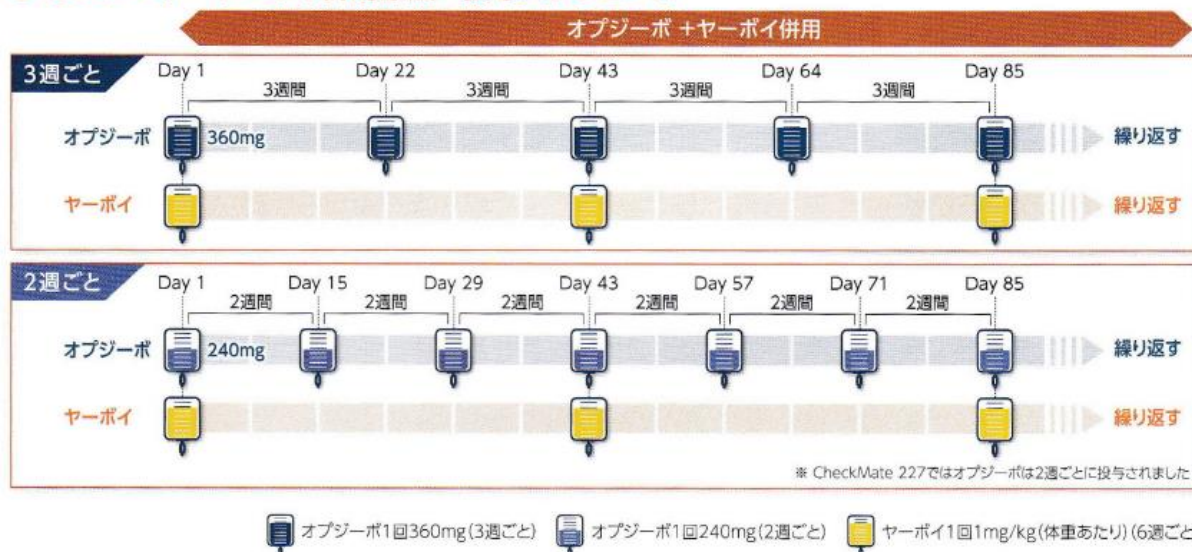 オプジーボ +ヤーボイ併用
3週ごと
Day 1 Day 22 Day 43 Day 64 Day 85
3週間 3週間 3週間 3週間
オプジーボ 360mg 繰り返す
ヤーボイ 繰り返す
2週ごと
Day 1 Day 15 Day 29 Day 43 Day 57 Day 71 Day 85
2週間 2週間 2週間 2週間 2週間 2週間
オプジーボ 240mg 繰り返す
ヤーボイ 繰り返す
※ CheckMate 227ではオプジーボは2週ごとに投与されました
オプジーボ1回360mg(3週ごと) オプジーボ1回240mg(2週ごと) ヤーボイ1回1mg/kg(体重あたり)(6週ごと